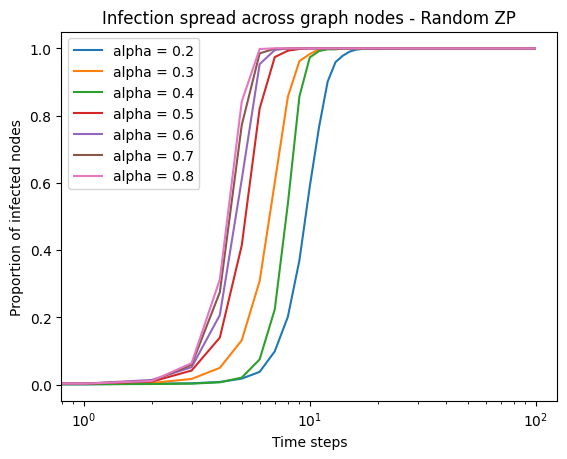 Infection spread across graph nodes - Random ZP
Proportion of infected nodes
1.0
0.8
0.6
0.4
0.2
0.0
alpha = 0.2
alpha = 0.3
alpha = 0.4
alpha = 0.5
alpha = 0.6
alpha = 0.7
alpha = 0.8
10⁰ 10¹ 10²
Time steps